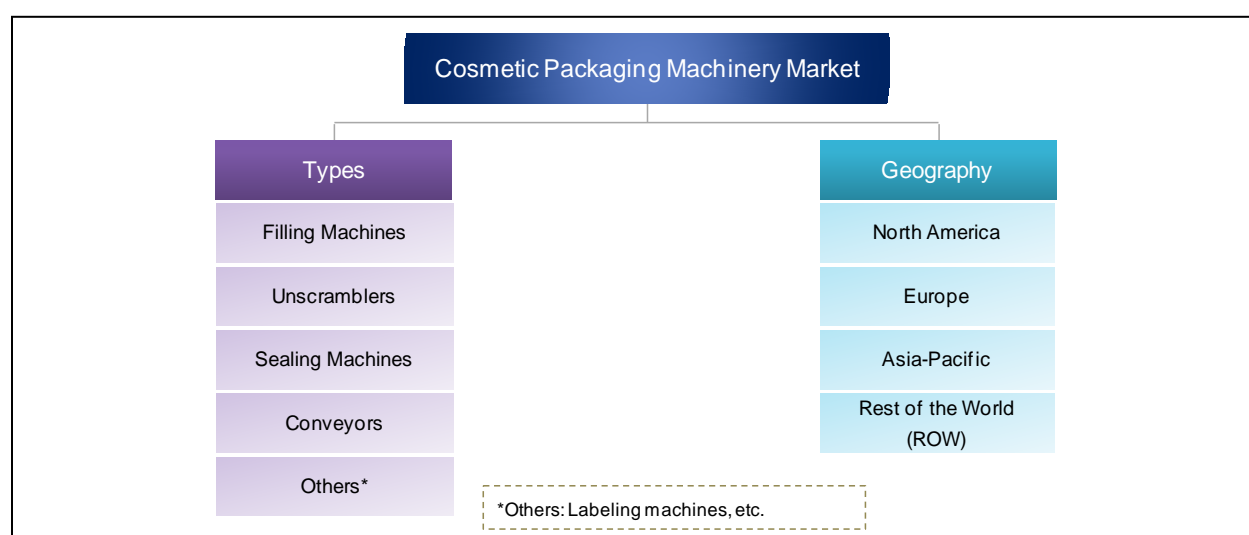 Cosmetic Packaging Machinery Market
Types
Filling Machines
Unscramblers
Sealing Machines
Conveyors
Others*
Geography
North America
Europe
Asia-Pacific
Rest of the World
(ROW)
*Others: Labeling machines, etc.